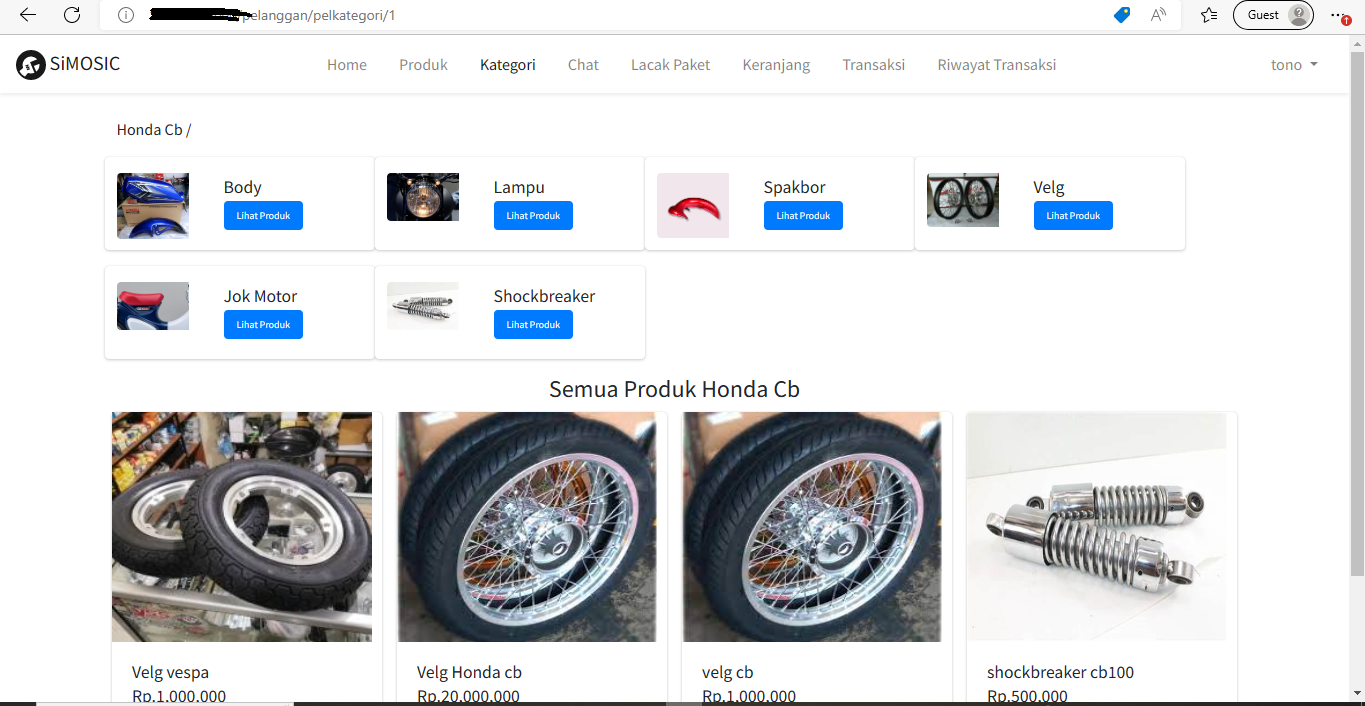 pelanggan/pelkategori/1
Guest
SiMOSIC
Home Produk Kategori Chat Lacak Paket Keranjang Transaksi Riwayat Transaksi tono
Honda Cb /
Body Lampu Spakbor Velg
Lihat Produk Lihat Produk Lihat Produk Lihat Produk
Jok Motor Shockbreaker
Lihat Produk Lihat Produk
Semua Produk Honda Cb
Velg vespa Velg Honda cb velg cb shockbreaker cb100
Rp.1,000,000 Rp.20,000,000 Rp.1,000,000 Rp.500,000